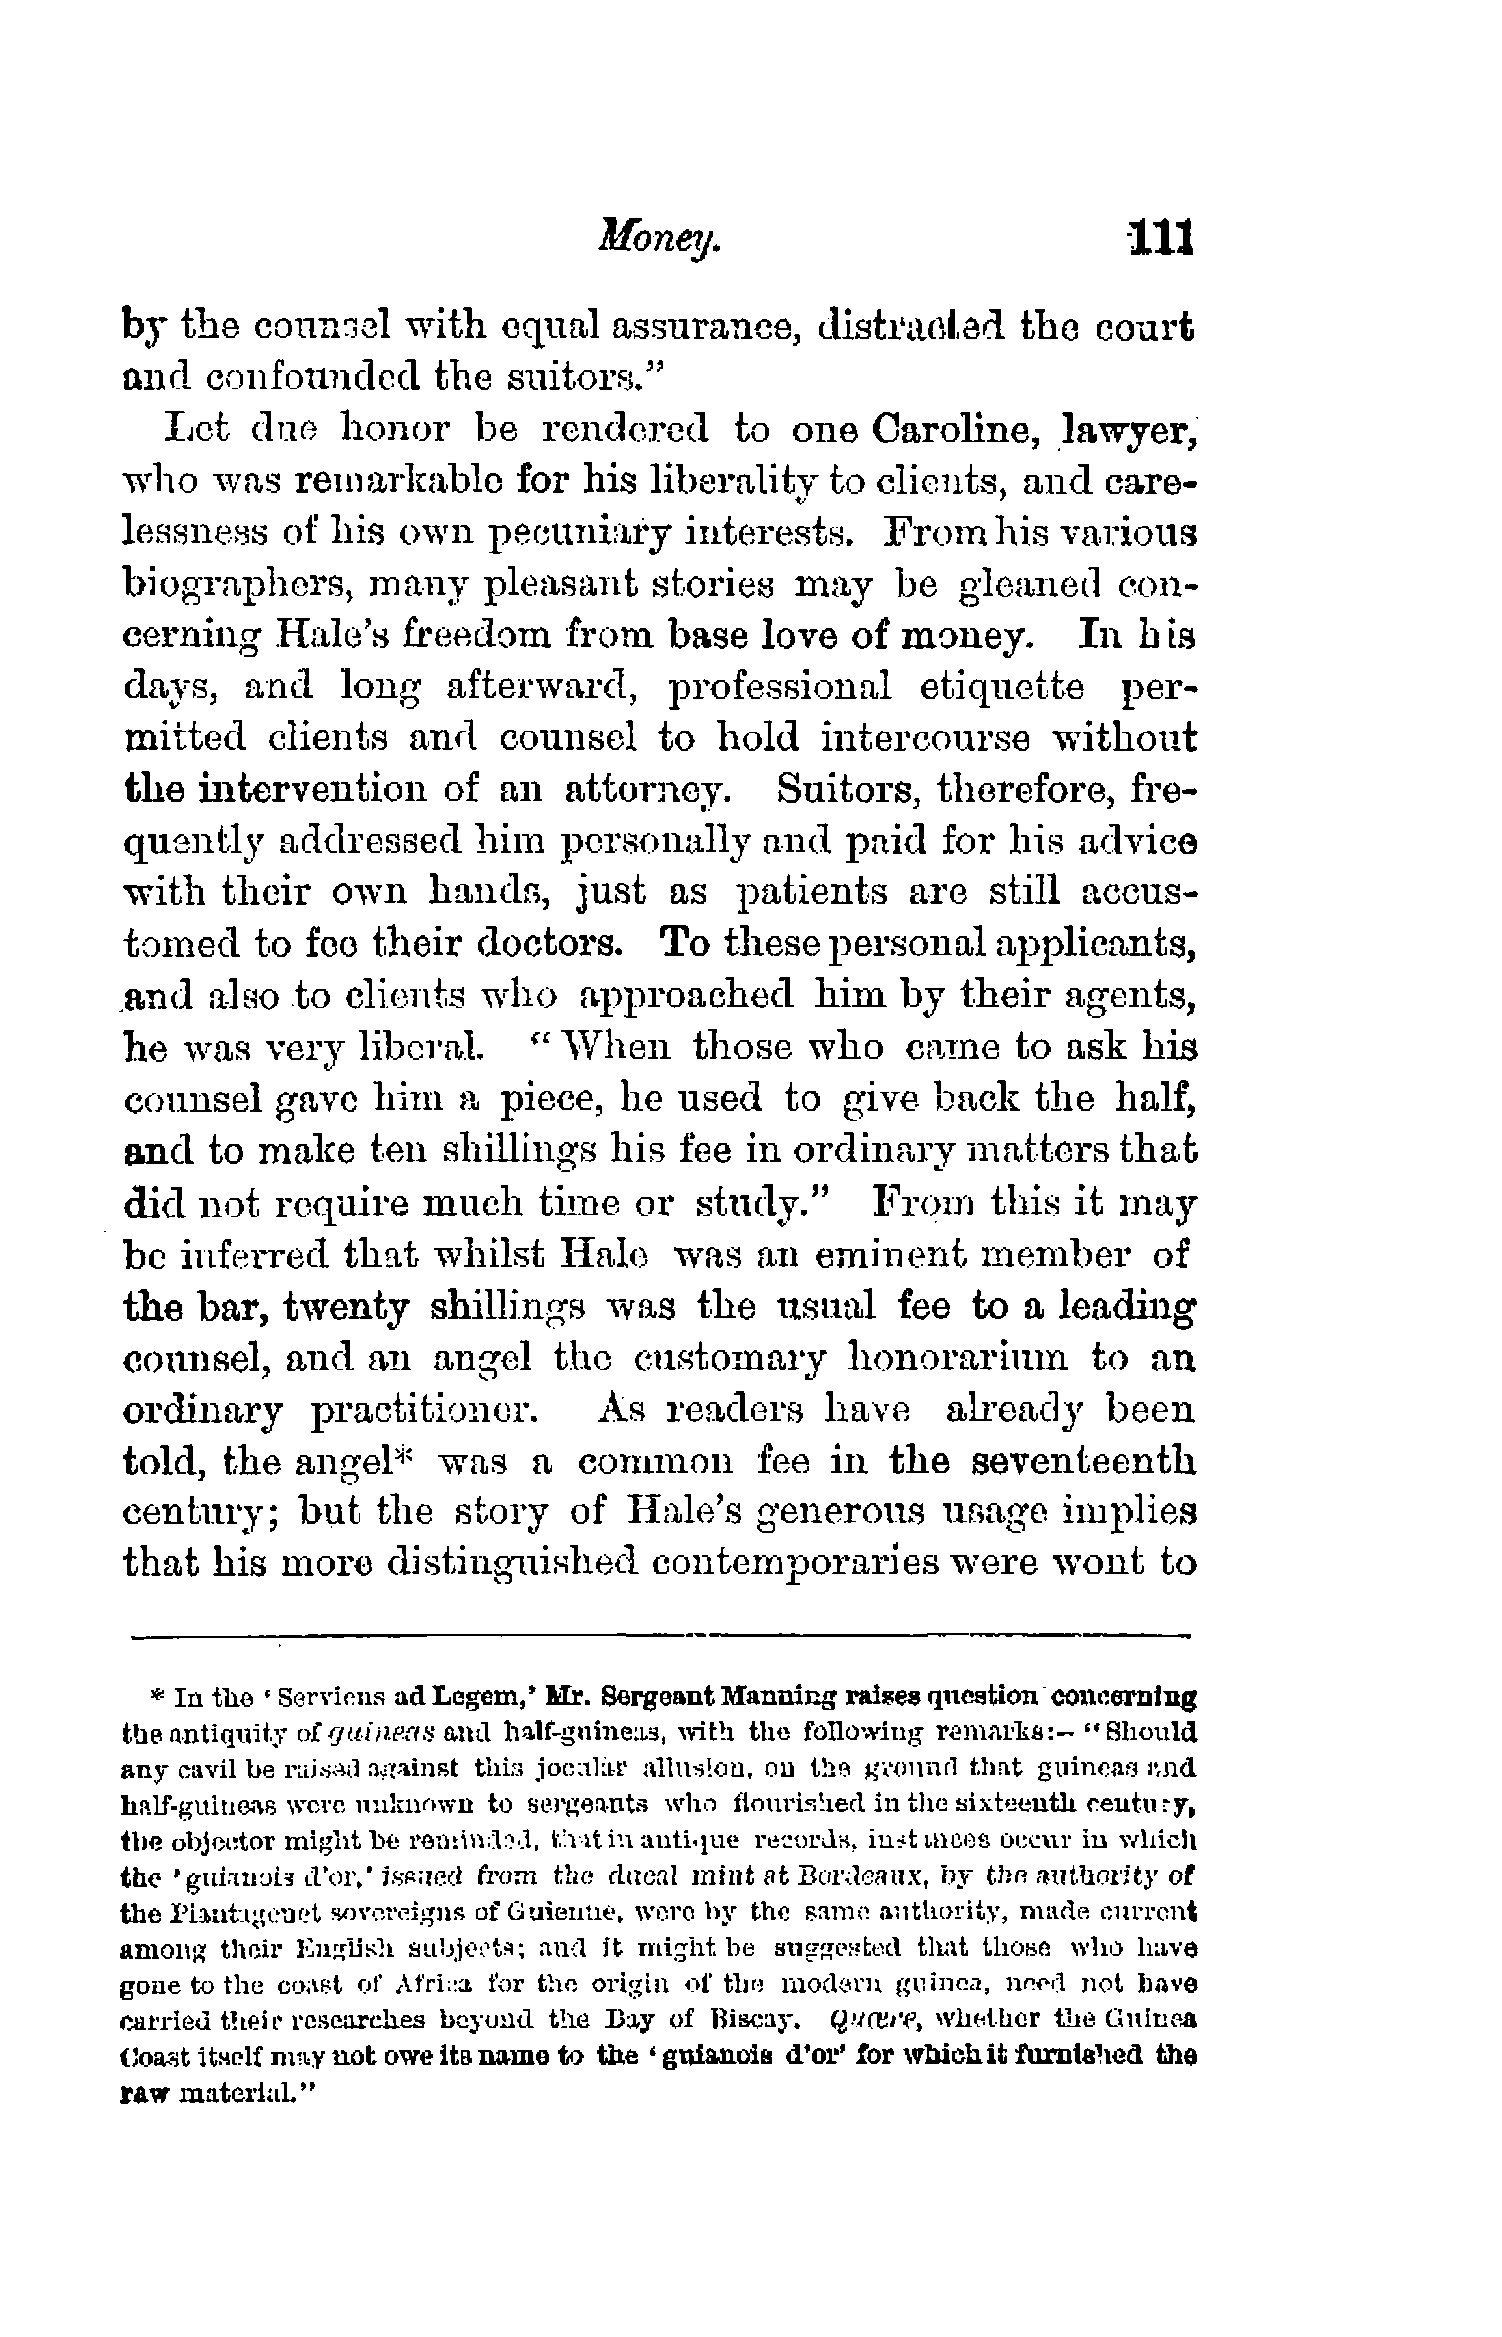 Money. 111
by the counsel with equal assurance, distracted the court
and confounded the suitors.”
Let due honor be rendered to one Caroline, lawyer,
who was remarkable for his liberality to clients, and care-
lessness of his own pecuniary interests. From his various
biographers, many pleasant stories may be gleaned con-
cerning Hale’s freedom from base love of money. In his
days, and long afterward, professional etiquette per-
mitted clients and counsel to hold intercourse without
the intervention of an attorney. Suitors, therefore, fre-
quently addressed him personally and paid for his advice
with their own hands, just as patients are still accus-
tomed to fee their doctors. To these personal applicants,
and also to clients who approached him by their agents,
he was very liberal. “When those who came to ask his
counsel gave him a piece, he used to give back the half,
and to make ten shillings his fee in ordinary matters that
did not require much time or study.” From this it may
be inferred that whilst Hale was an eminent member of
the bar, twenty shillings was the usual fee to a leading
counsel, and an angel the customary honorarium to an
ordinary practitioner. As readers have already been
told, the angel* was a common fee in the seventeenth
century; but the story of Hale’s generous usage implies
that his more distinguished contemporaries were wont to
* In the ‘Serviens ad Legem,’ Mr. Sergeant Manning raises question concerning
the antiquity of guineas and half-guineas, with the following remarks:— “Should
any cavil be raised against this jocular allusion, on the ground that guineas and
half-guineas were unknown to sergeants who flourished in the sixteenth century,
the objector might be reminded, that in antique records, instances occur in which
the ‘guianois d’or,’ issued from the ducal mint at Bordeaux, by the authority of
the Plantagenet sovereigns of Guienne, were by the same authority, made current
among their English subjects; and it might be suggested that those who have
gone to the coast of Africa for the origin of the modern guinea, need not have
carried their researches beyond the Bay of Biscay. Quære, whether the Guinea
Coast itself may not owe its name to the ‘guianois d’or’ for which it furnished the
raw material.”